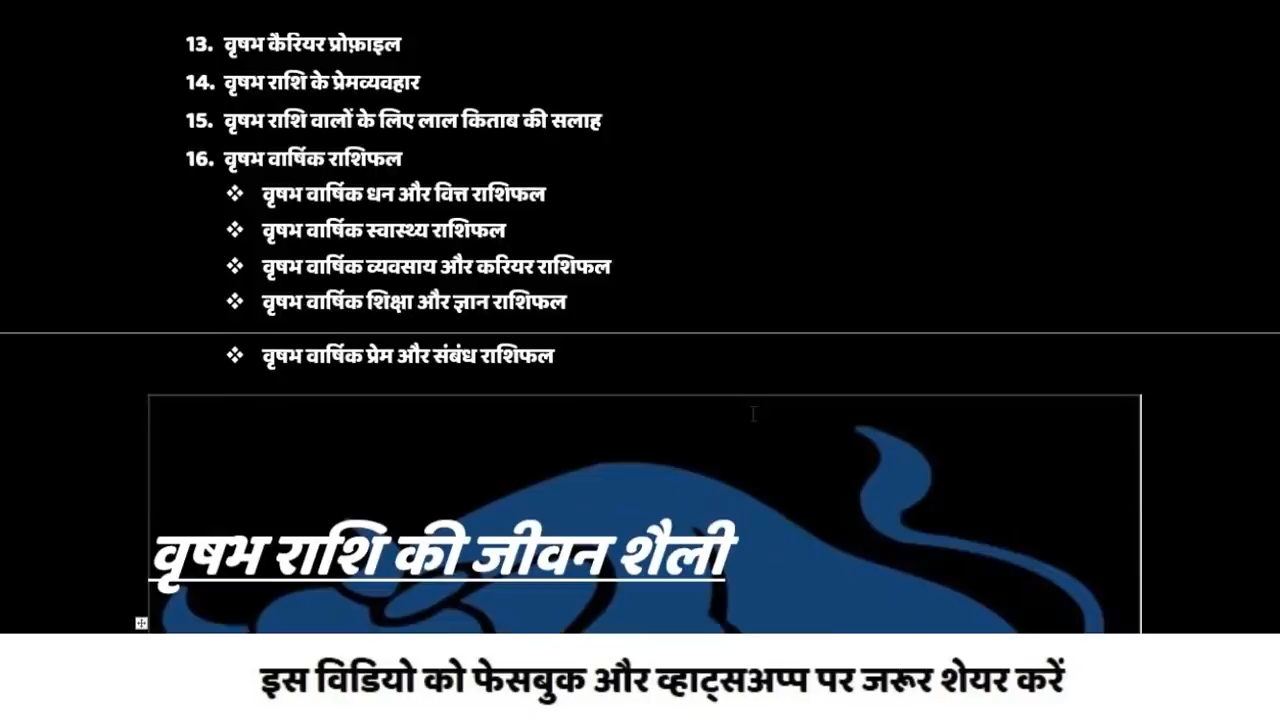 13. वृषभ कैरियर प्रोफ़ाइल
14. वृषभ राशि के प्रेमव्यवहार
15. वृषभ राशि वालों के लिए लाल किताब की सलाह
16. वृषभ वार्षिक राशिफल
❖ वृषभ वार्षिक धन और वित्त राशिफल
❖ वृषभ वार्षिक स्वास्थ्य राशिफल
❖ वृषभ वार्षिक व्यवसाय और करियर राशिफल
❖ वृषभ वार्षिक शिक्षा और ज्ञान राशिफल
❖ वृषभ वार्षिक प्रेम और संबंध राशिफल
वृषभ राशि की जीवन शैली
इस विडियो को फेसबुक और व्हाट्सअप्प पर जरूर शेयर करें